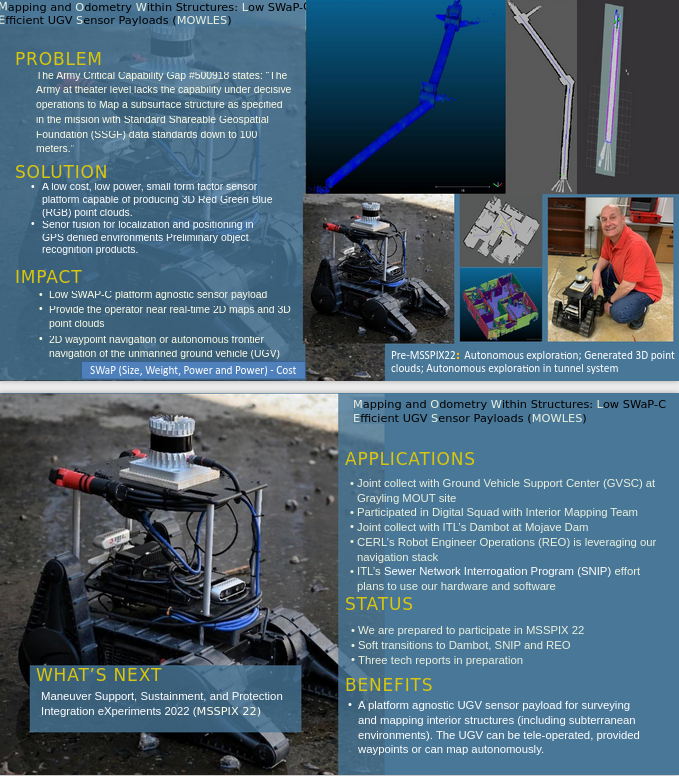 Mapping and Odometry Within Structures: Low SWaP-C
Efficient UGV Sensor Payloads (MOWLES)
PROBLEM
The Army Critical Capability Gap #500918 states: "The
Army at theater level lacks the capability under decisive
operations to Map a subsurface structure as specified
in the mission with Standard Shareable Geospatial
Foundation (SSGF) data standards down to 100
meters."
SOLUTION
• A low cost, low power, small form factor sensor
platform capable of producing 3D Red Green Blue
(RGB) point clouds.
• Senor fusion for localization and positioning in
GPS denied environments Preliminary object
recognition products.
IMPACT
• Low SWAP-C platform agnostic sensor payload
• Provide the operator near real-time 2D maps and 3D
point clouds
• 2D waypoint navigation or autonomous frontier
navigation of the unmanned ground vehicle (UGV)
SWaP (Size, Weight, Power and Power) - Cost
Pre-MSSPIX22: Autonomous exploration; Generated 3D point
clouds; Autonomous exploration in tunnel system
Mapping and Odometry Within Structures: Low SWaP-C
Efficient UGV Sensor Payloads (MOWLES)
APPLICATIONS
• Joint collect with Ground Vehicle Support Center (GVSC) at
Grayling MOUT site
• Participated in Digital Squad with Interior Mapping Team
• Joint collect with ITL's Dambot at Mojave Dam
• CERL's Robot Engineer Operations (REO) is leveraging our
navigation stack
• ITL's Sewer Network Interrogation Program (SNIP) effort
plans to use our hardware and software
STATUS
• We are prepared to participate in MSSPIX 22
• Soft transitions to Dambot, SNIP and REO
• Three tech reports in preparation
BENEFITS
• A platform agnostic UGV sensor payload for surveying
and mapping interior structures (including subterranean
environments). The UGV can be tele-operated, provided
waypoints or can map autonomously.
WHAT'S NEXT
Maneuver Support, Sustainment, and Protection
Integration eXperiments 2022 (MSSPIX 22)